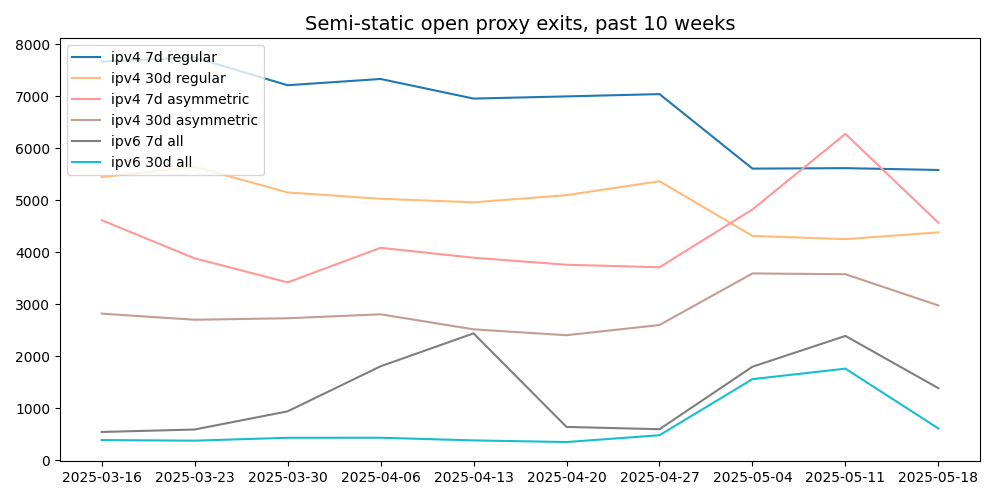 Semi-static open proxy exits, past 10 weeks
8000
7000
6000
5000
4000
3000
2000
1000
0
ipv4 7d regular
ipv4 30d regular
ipv4 7d asymmetric
ipv4 30d asymmetric
ipv6 7d all
ipv6 30d all
2025-03-16 2025-03-23 2025-03-30 2025-04-06 2025-04-13 2025-04-20 2025-04-27 2025-05-04 2025-05-11 2025-05-18